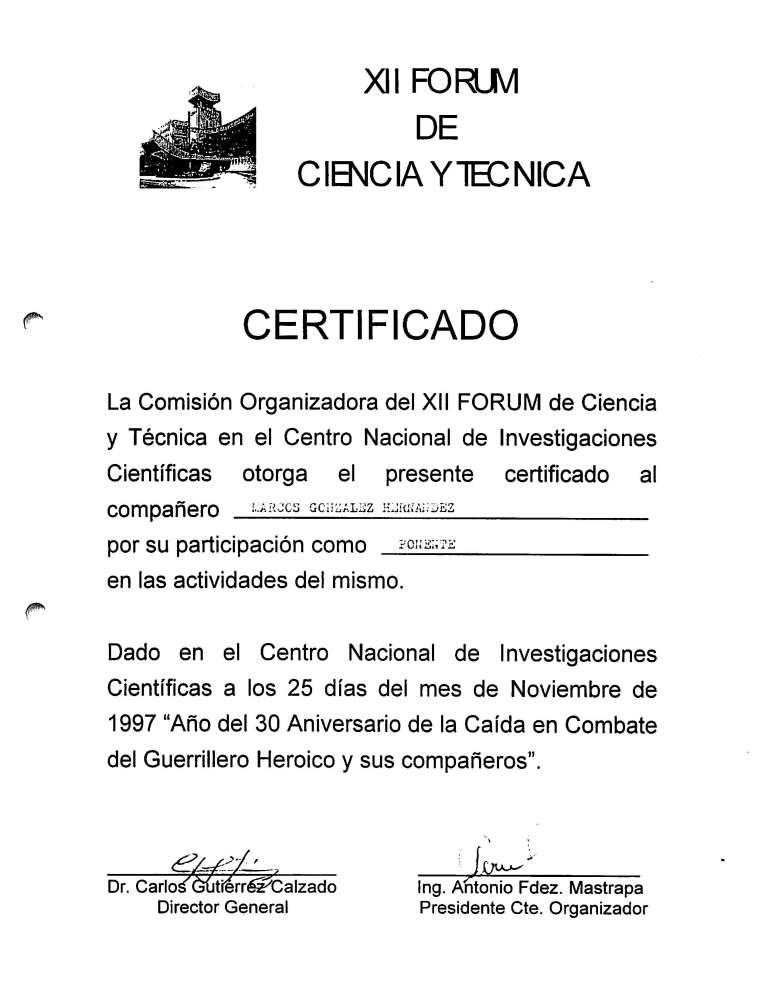 XII FORUM
DE
CIENCIA Y TECNICA
CERTIFICADO
La Comisión Organizadora del XII FORUM de Ciencia
y Técnica en el Centro Nacional de Investigaciones
Científicas otorga el presente certificado al
compañero MARCOS GONZALEZ HERNANDEZ
por su participación como PONENTE
en las actividades del mismo.
Dado en el Centro Nacional de Investigaciones
Científicas a los 25 días del mes de Noviembre de
1997 “Año del 30 Aniversario de la Caída en Combate
del Guerrillero Heroico y sus compañeros”.
Dr. Carlos Gutiérréz Calzado
Director General
Ing. Antonio Fdez. Mastrapa
Presidente Cte. Organizador